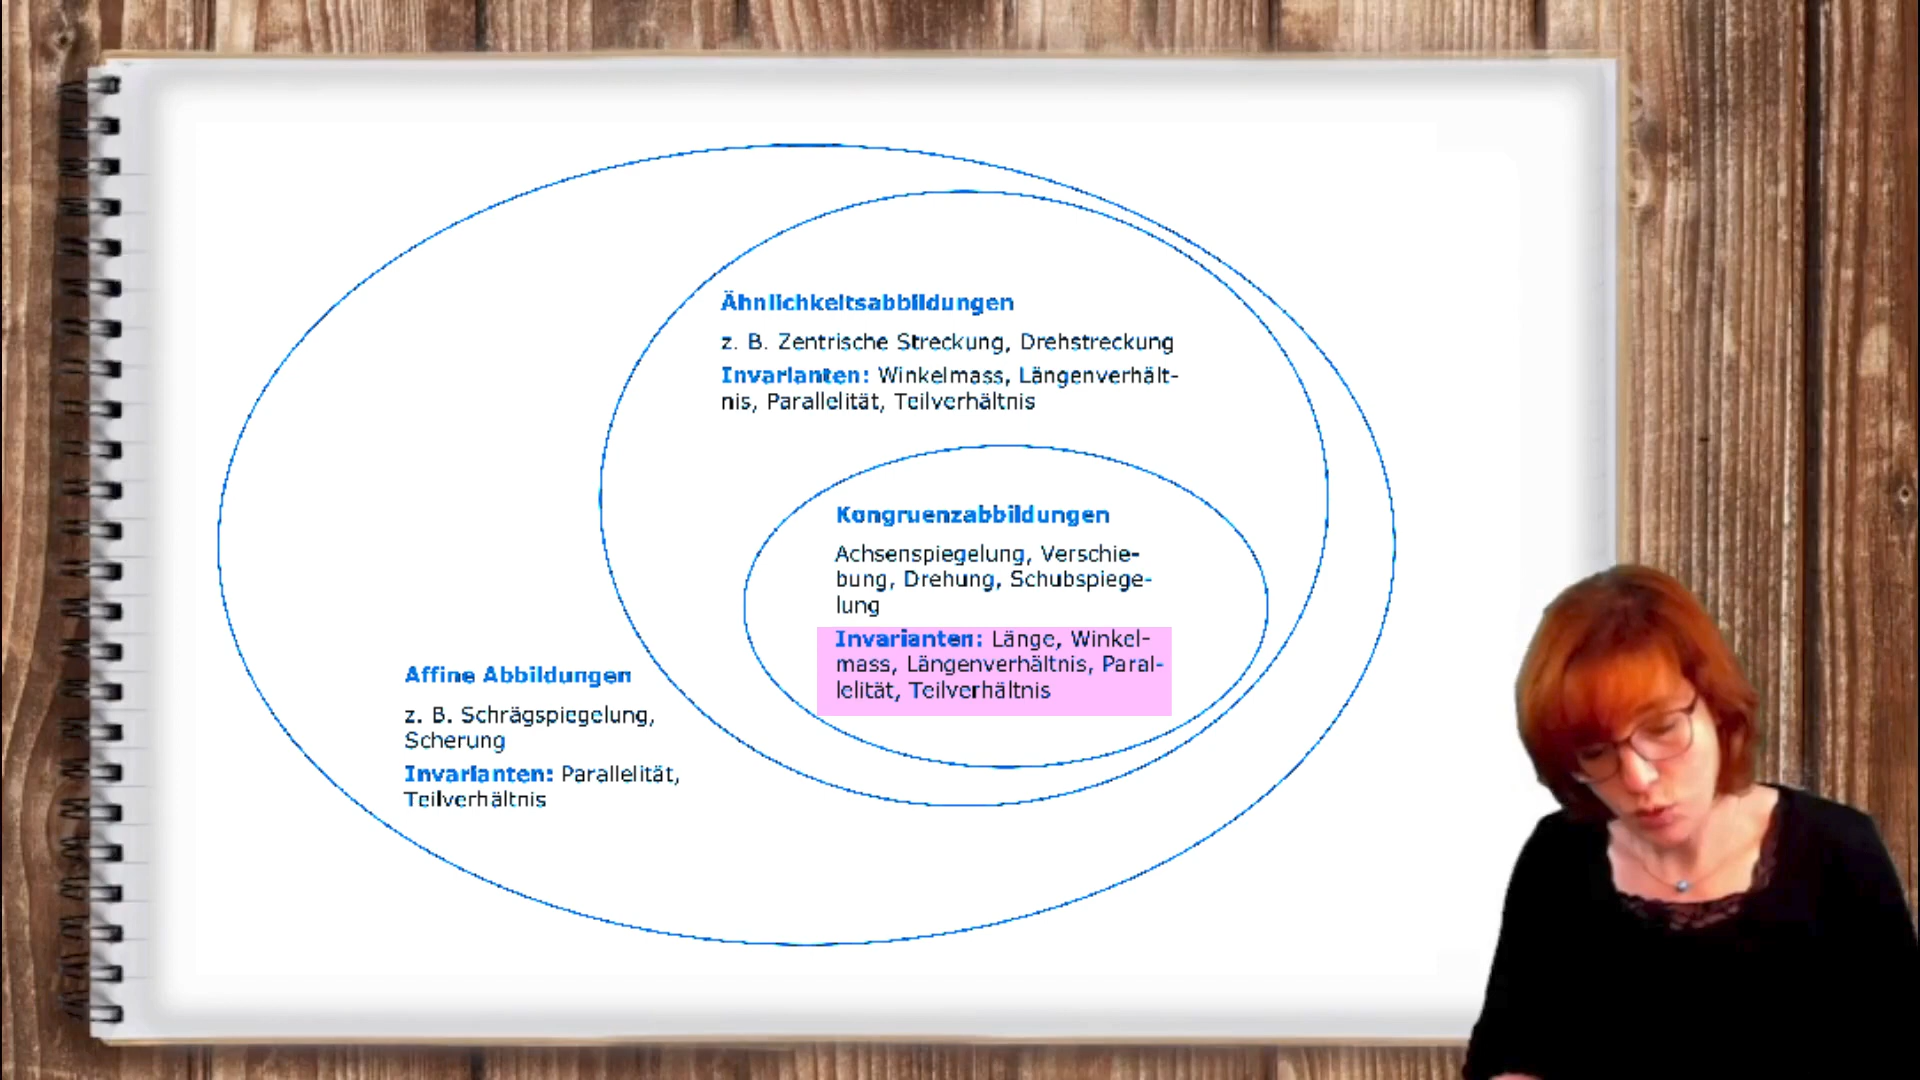 Ähnlichkeitsabbildungen
z. B. Zentrische Streckung, Drehstreckung
Invarianten: Winkelmass, Längenverhält-
nis, Parallelität, Teilverhältnis
Kongruenzabbildungen
Achsenspiegelung, Verschie-
bung, Drehung, Schubspiege-
lung
Invarianten: Länge, Winkel-
mass, Längenverhältnis, Paral-
lelität, Teilverhältnis
Affine Abbildungen
z. B. Schrägspiegelung,
Scherung
Invarianten: Parallelität,
Teilverhältnis